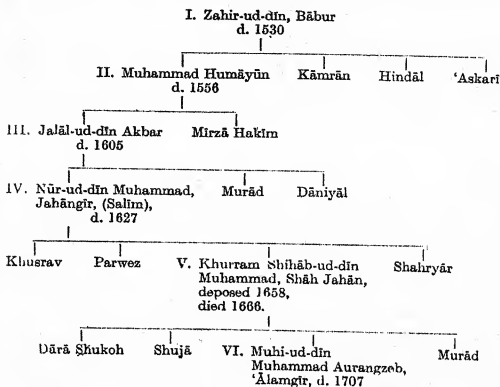 I. Zahir-ud-dīn, Bābur
d. 1530
II. Muhammad Humāyūn Kāmrān Hindāl ‘Askarī
d. 1556
III. Jalāl-ud-dīn Akbar Mīrzā Hakīm
d. 1605
IV. Nūr-ud-dīn Muhammad, Murād Dāniyāl
Jahāngīr, (Salīm),
d. 1627
Khusrav Parwez V. Khurram Shihāb-ud-dīn Shahryār
Muhammad, Shāh Jahān,
deposed 1658,
died 1666.
Dārā Shukoh Shujā VI. Muhi-ud-dīn Murād
Muhammad Aurangzeb,
‘Ālamgīr, d. 1707